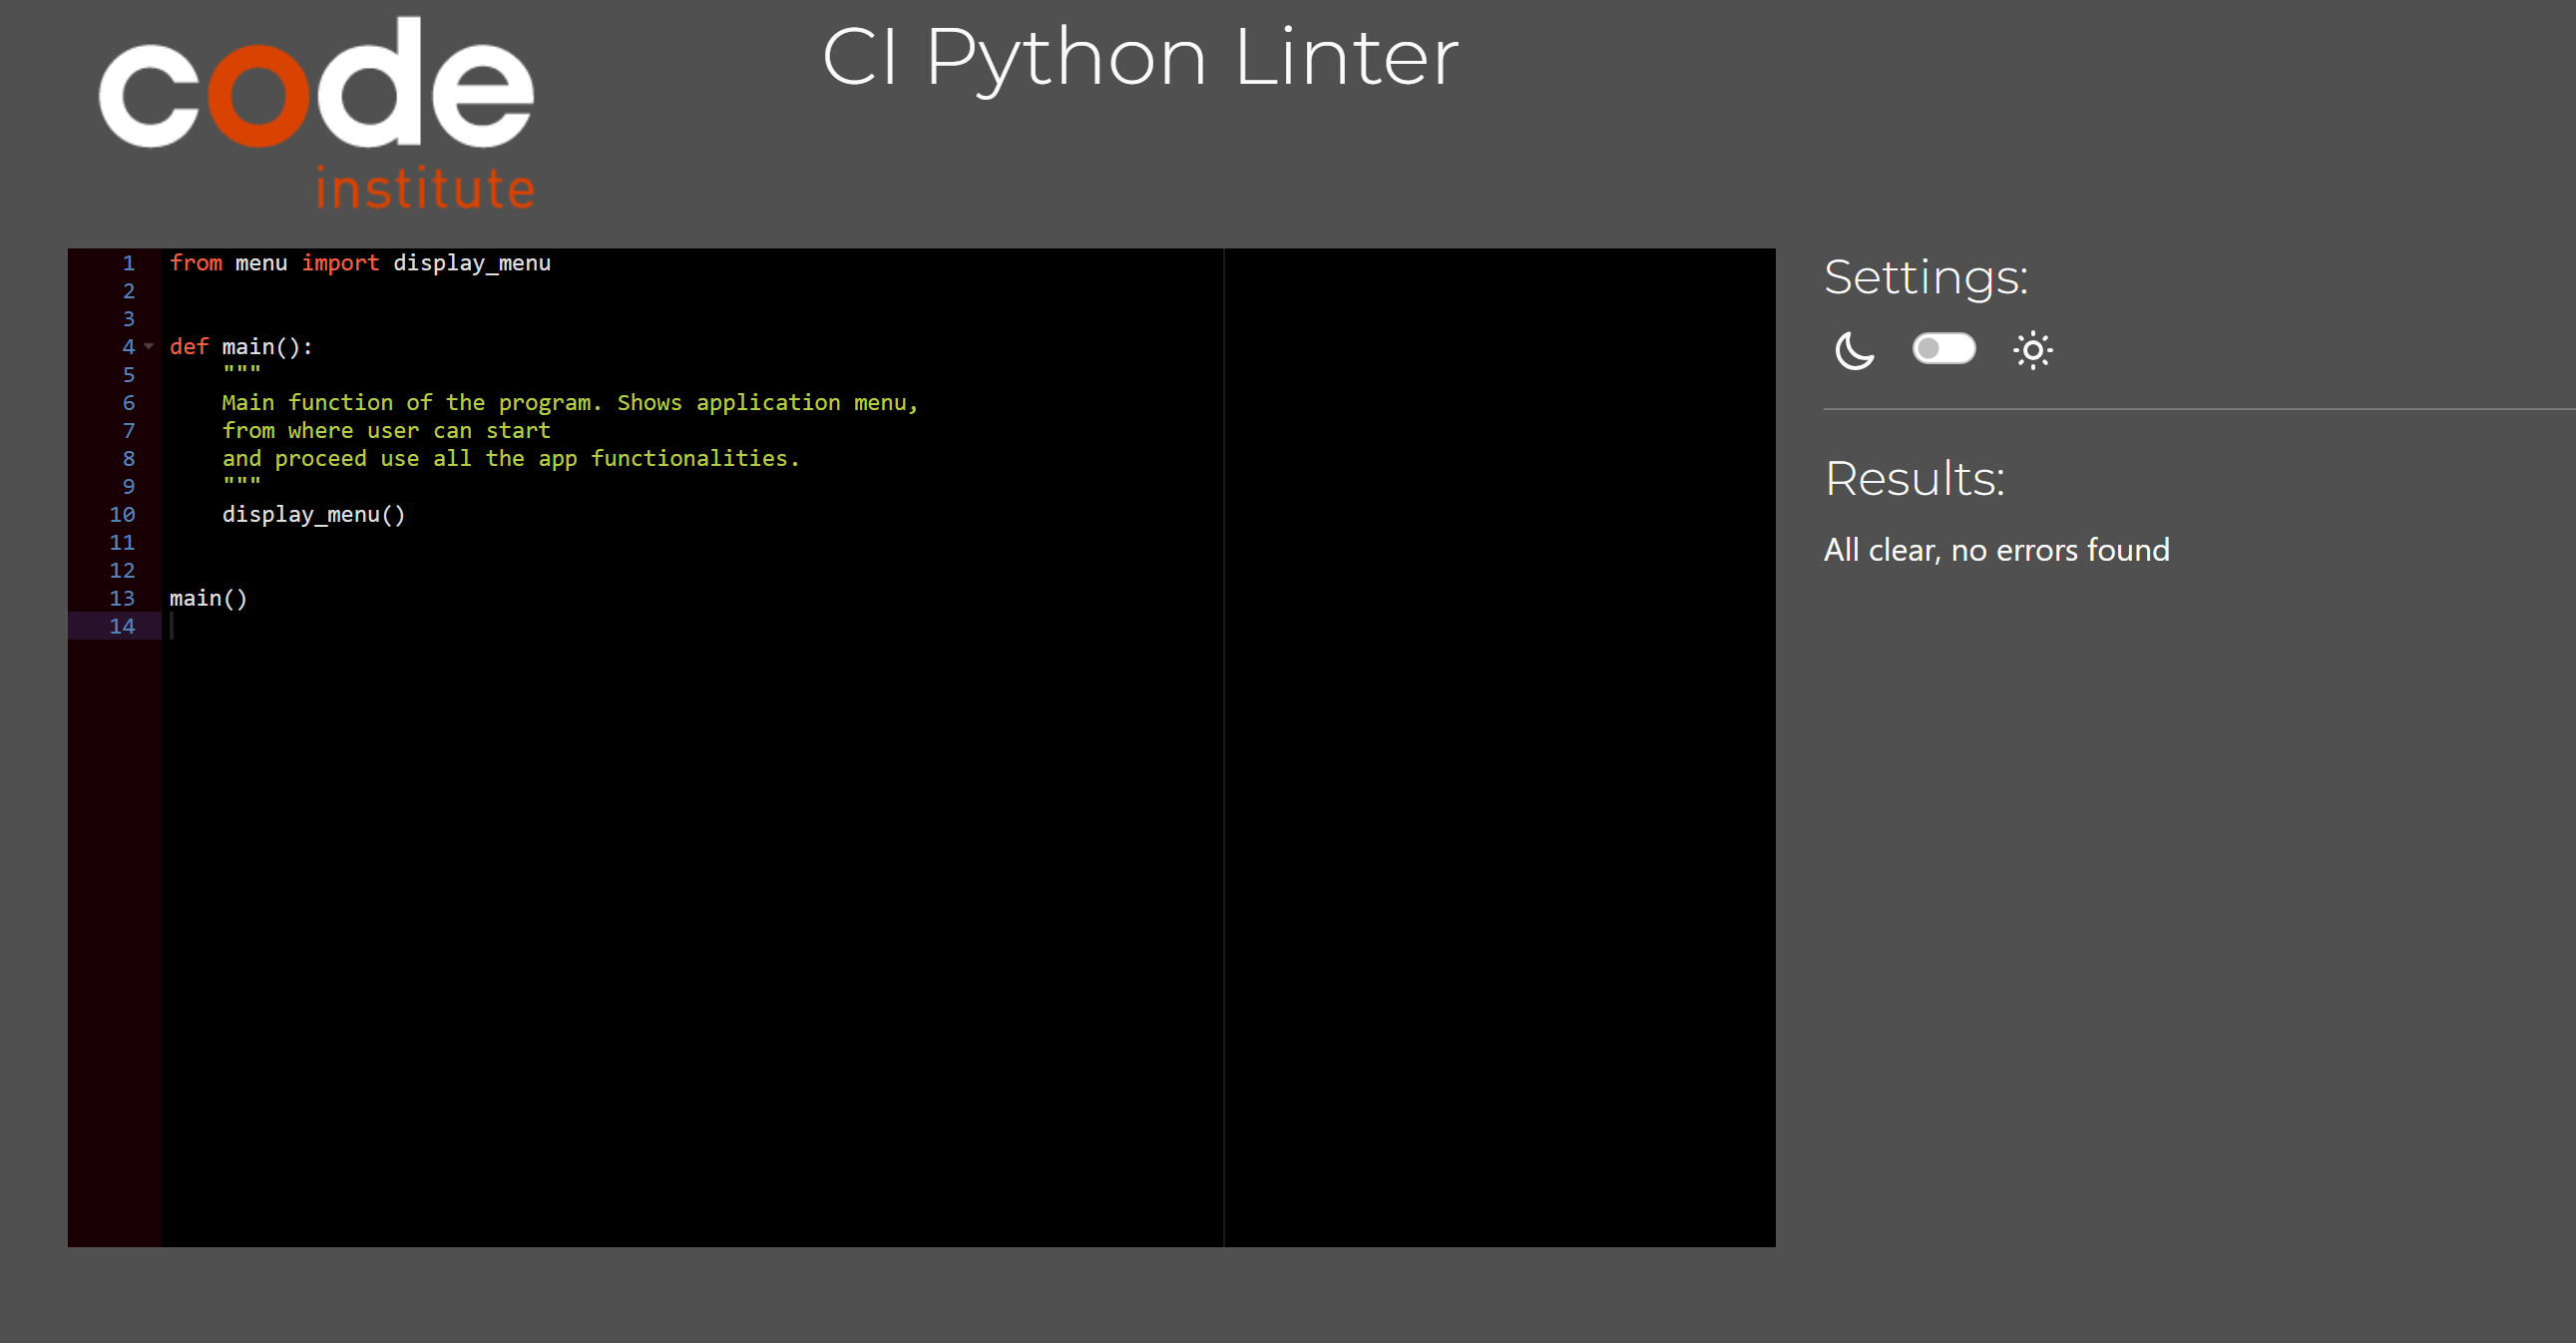 code
institute
CI Python Linter
1 from menu import display_menu
2
3
4 def main():
5 """
6 Main function of the program. Shows application menu,
7 from where user can start
8 and proceed use all the app functionalities.
9 """
10 display_menu()
11
12
13 main()
14
Settings:
Results:
All clear, no errors found